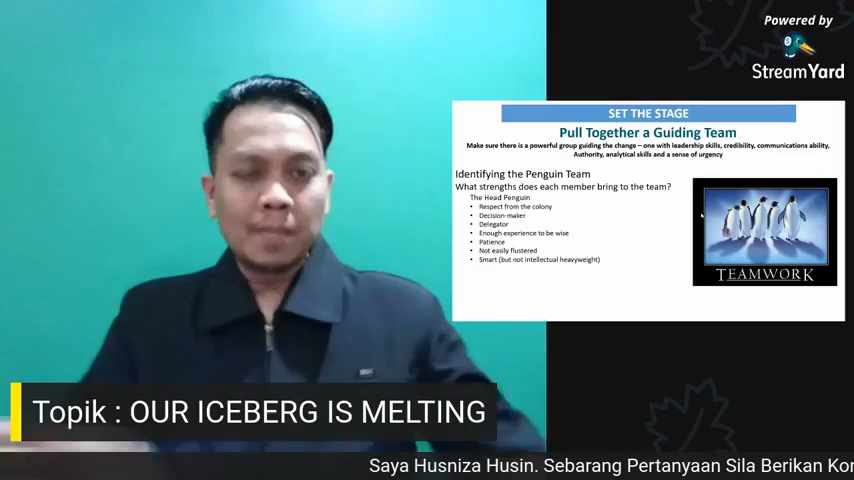 Powered by
StreamYard
SET THE STAGE
Pull Together a Guiding Team
Make sure there is a powerful group guiding the change – one with leadership skills, credibility, communications ability,
Authority, analytical skills and a sense of urgency
Identifying the Penguin Team
What strengths does each member bring to the team?
The Head Penguin
• Respect from the colony
• Decision-maker
• Delegator
• Enough experience to be wise
• Patience
• Not easily flustered
• Smart (but not intellectual heavyweight)
TEAMWORK
Topik : OUR ICEBERG IS MELTING
Saya Husniza Husin. Sebarang Pertanyaan Sila Berikan Kor